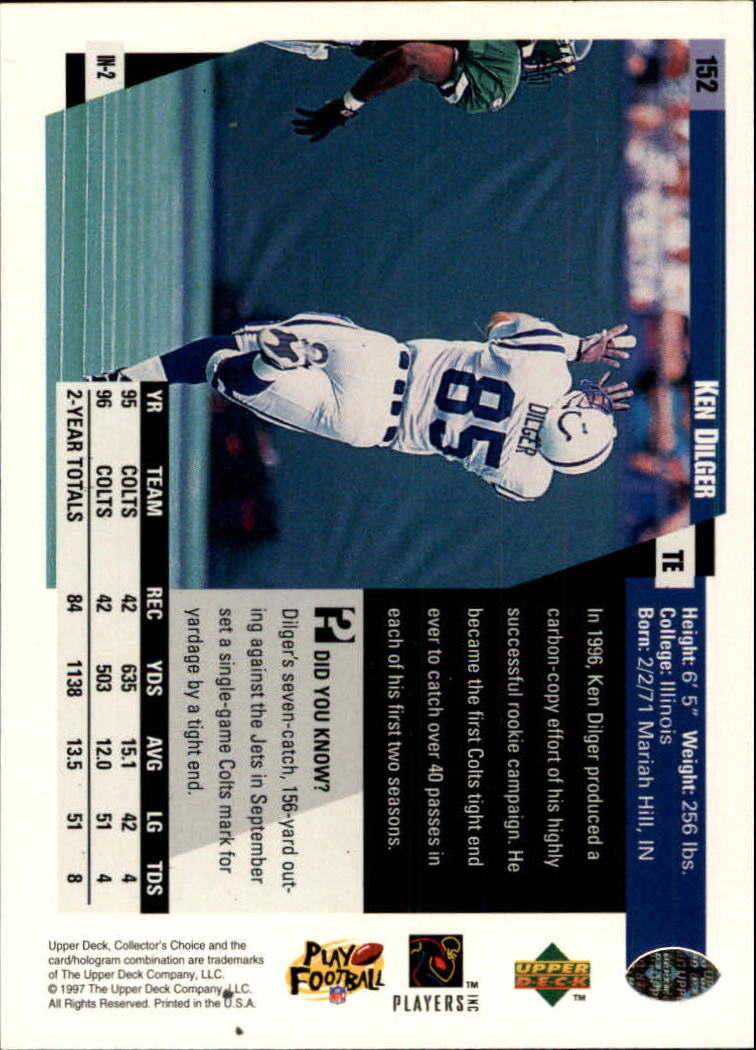 152
KEN DILGER
TE
Height: 6' 5" Weight: 256 lbs.
College: Illinois
Born: 2/2/71 Mariah Hill, IN
IN-2
DILGER
85
In 1996, Ken Dilger produced a
carbon-copy effort of his highly
successful rookie campaign. He
became the first Colts tight end
ever to catch over 40 passes in
each of his first two seasons.
? DID YOU KNOW?
Dilger's seven-catch, 156-yard out-
ing against the Jets in September
set a single-game Colts mark for
yardage by a tight end.
YR TEAM REC YDS AVG LG TDS
95 COLTS 42 635 15.1 42 4
96 COLTS 42 503 12.0 51 4
2-YEAR TOTALS 84 1138 13.5 51 8
UPPER
DECK
TM
PLAYERS INC
TM
PLAY
FOOTBALL
NFL
Upper Deck, Collector's Choice and the
card/hologram combination are trademarks
of The Upper Deck Company, LLC.
© 1997 The Upper Deck Company, LLC.
All Rights Reserved. Printed in the U.S.A.